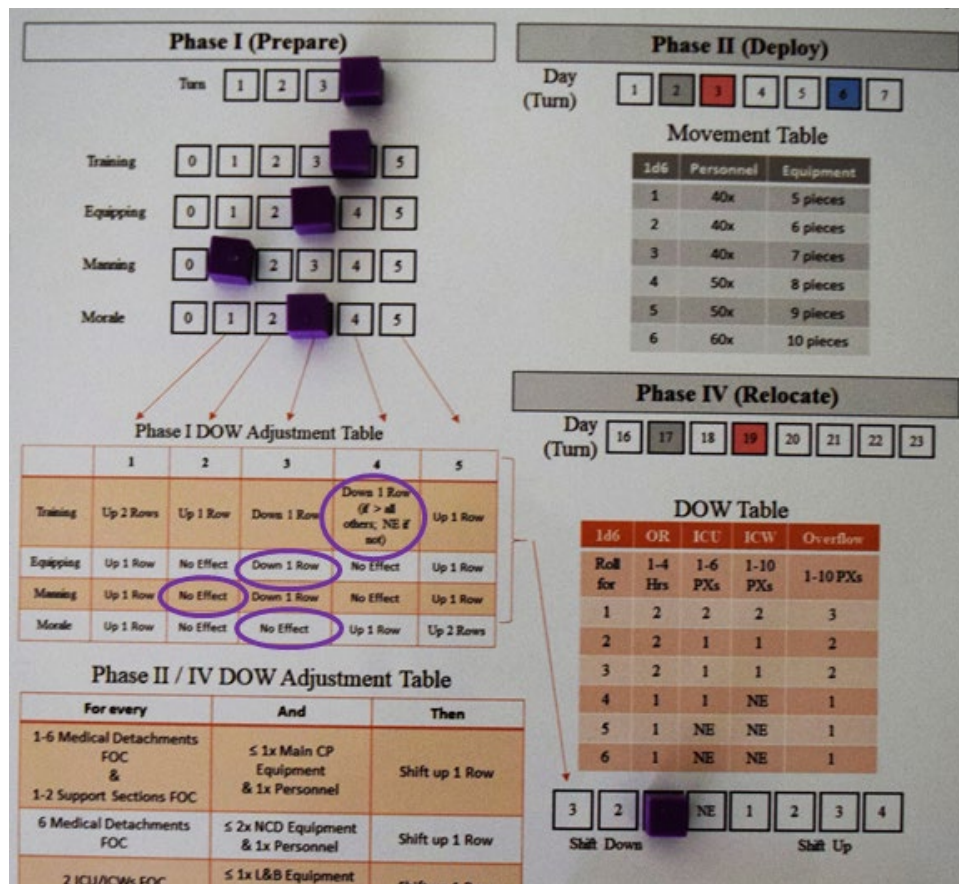 Phase I (Prepare)
Turn 1 2 3
Training 0 1 2 3 5
Equipping 0 1 2 4 5
Manning 0 2 3 4 5
Morale 0 1 2 4 5
Phase I DOW Adjustment Table
1 2 3 4 5
Training Up 2 Rows Up 1 Row Down 1 Row Down 1 Row (if > all others; NE if not) Up 1 Row
Equipping Up 1 Row No Effect Down 1 Row No Effect Up 1 Row
Manning Up 1 Row No Effect Down 1 Row No Effect Up 1 Row
Morale Up 1 Row No Effect No Effect Up 1 Row Up 2 Rows
Phase II / IV DOW Adjustment Table
For every And Then
1-6 Medical Detachments FOC & 1-2 Support Sections FOC ≤ 1x Main CP Equipment & 1x Personnel Shift up 1 Row
6 Medical Detachments FOC ≤ 2x NCD Equipment & 1x Personnel Shift up 1 Row
2 ICU/ICWs FOC ≤ 1x L&B Equipment
Phase II (Deploy)
Day (Turn) 1 2 3 4 5 6 7
Movement Table
1d6 Personnel Equipment
1 40x 5 pieces
2 40x 6 pieces
3 40x 7 pieces
4 50x 8 pieces
5 50x 9 pieces
6 60x 10 pieces
Phase IV (Relocate)
Day (Turn) 16 17 18 19 20 21 22 23
DOW Table
1d6 OR ICU ICW Overflow
Roll for 1-4 Hrs 1-6 PXs 1-10 PXs 1-10 PXs
1 2 2 2 3
2 2 1 1 2
3 2 1 1 2
4 1 1 NE 1
5 1 NE NE 1
6 1 NE NE 1
3 2 NE 1 2 3 4
Shift Down Shift Up